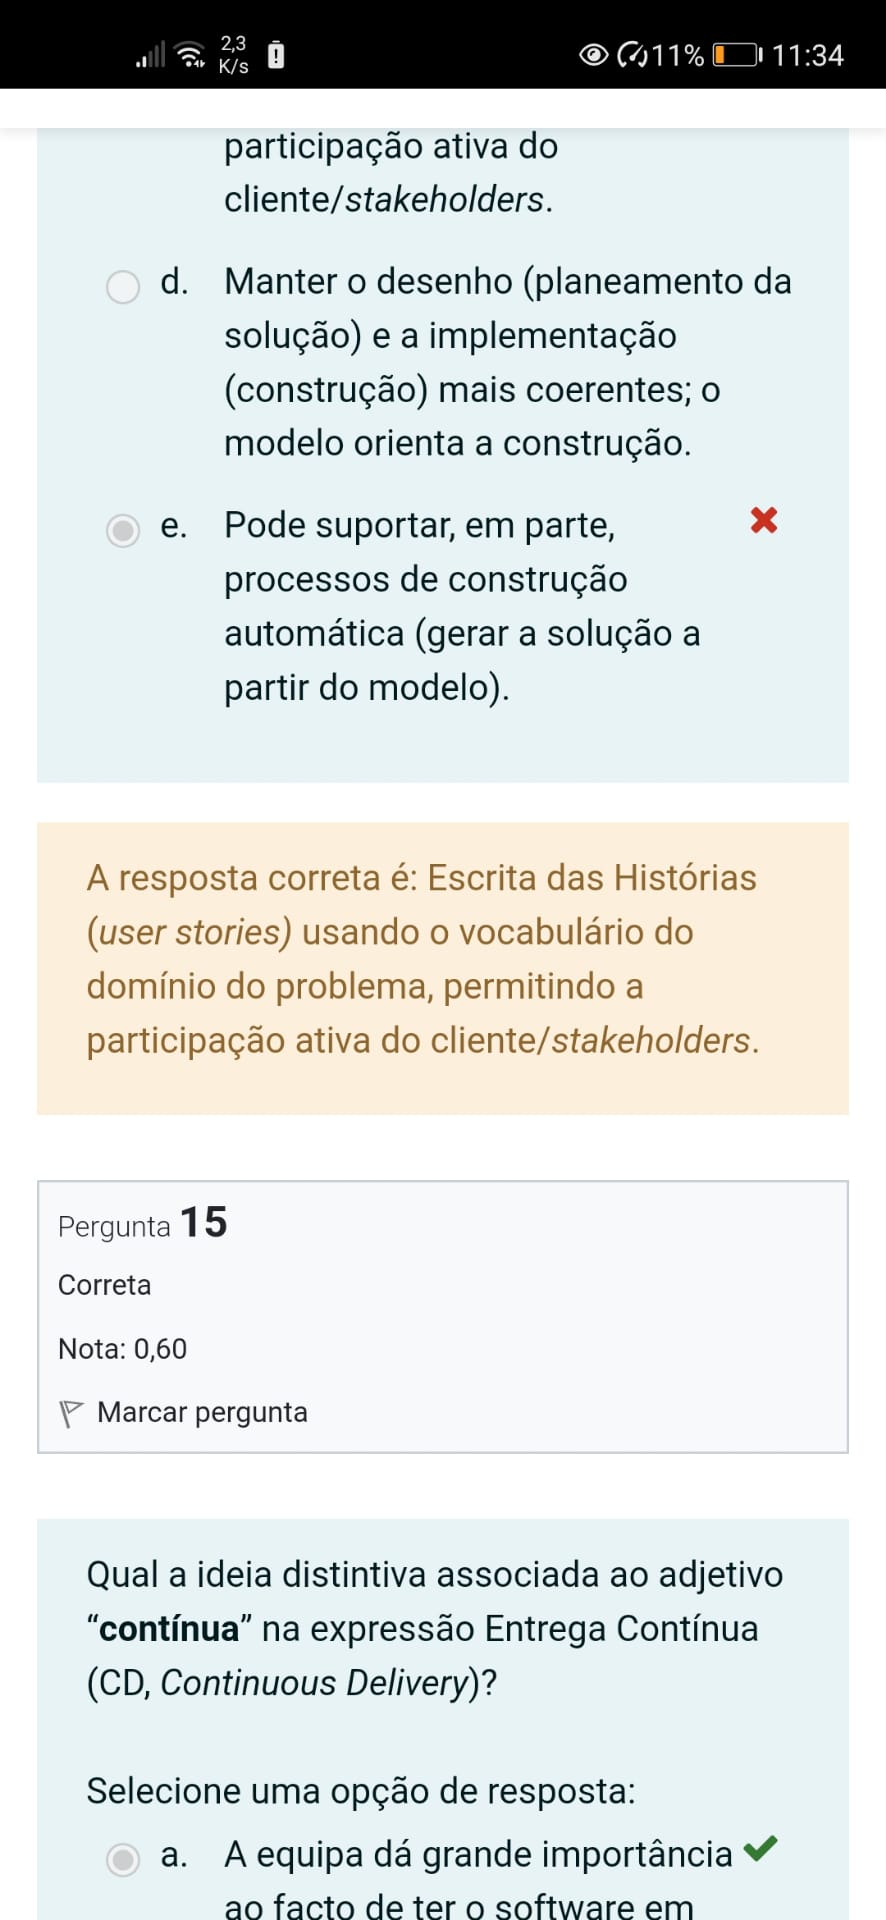 2,3
K/s
11%
11:34
participação ativa do
cliente/stakeholders.
d. Manter o desenho (planeamento da
solução) e a implementação
(construção) mais coerentes; o
modelo orienta a construção.
e. Pode suportar, em parte,
processos de construção
automática (gerar a solução a
partir do modelo).
A resposta correta é: Escrita das Histórias
(user stories) usando o vocabulário do
domínio do problema, permitindo a
participação ativa do cliente/stakeholders.
Pergunta 15
Correta
Nota: 0,60
Marcar pergunta
Qual a ideia distintiva associada ao adjetivo
“contínua” na expressão Entrega Contínua
(CD, Continuous Delivery)?
Selecione uma opção de resposta:
a. A equipa dá grande importância
ao facto de ter o software em